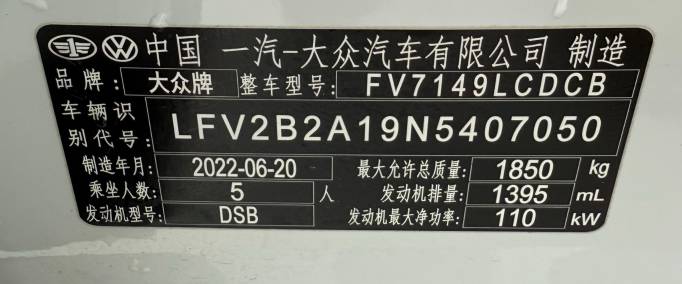 中国 一汽-大众汽车有限公司 制造
品牌: 大众牌 整车型号: FV7149LCDCB
车辆识别代号: LFV2B2A19N5407050
制造年月: 2022-06-20 最大允许总质量: 1850 kg
乘坐人数: 5 人 发动机排量: 1395 mL
发动机型号: DSB 发动机最大净功率: 110 kW